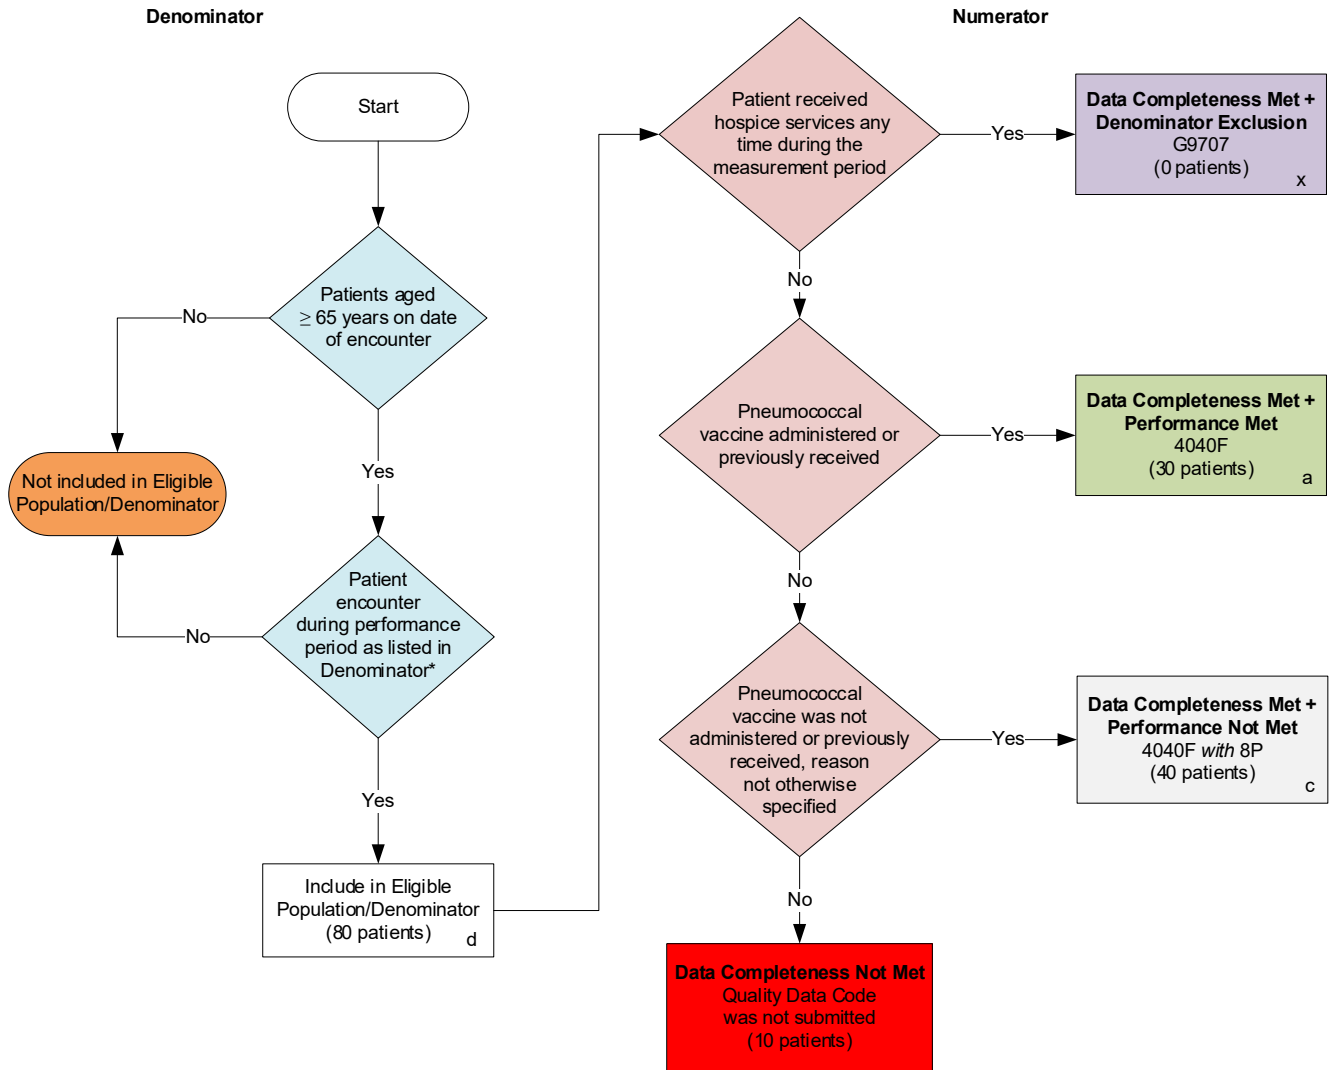 Denominator
Numerator
Start
Patients aged
≥ 65 years on date
of encounter
No
Yes
Not included in Eligible
Population/Denominator
Patient
encounter
during performance
period as listed in
Denominator*
No
Yes
Include in Eligible
Population/Denominator
(80 patients)
d
Patient received
hospice services any
time during the
measurement period
Yes
Data Completeness Met +
Denominator Exclusion
G9707
(0 patients)
x
No
Pneumococcal
vaccine administered or
previously received
Yes
Data Completeness Met +
Performance Met
4040F
(30 patients)
a
No
Pneumococcal
vaccine was not
administered or previously
received, reason
not otherwise
specified
Yes
Data Completeness Met +
Performance Not Met
4040F with 8P
(40 patients)
c
No
Data Completeness Not Met
Quality Data Code
was not submitted
(10 patients)